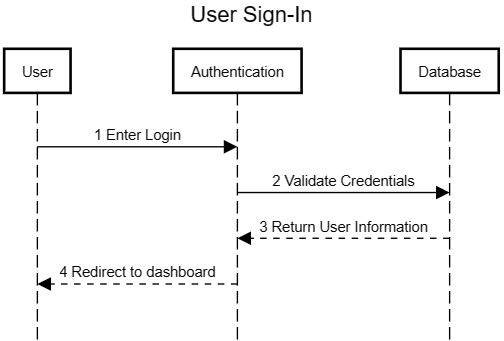 User Sign-In
User
Authentication
Database
1 Enter Login
2 Validate Credentials
3 Return User Information
4 Redirect to dashboard